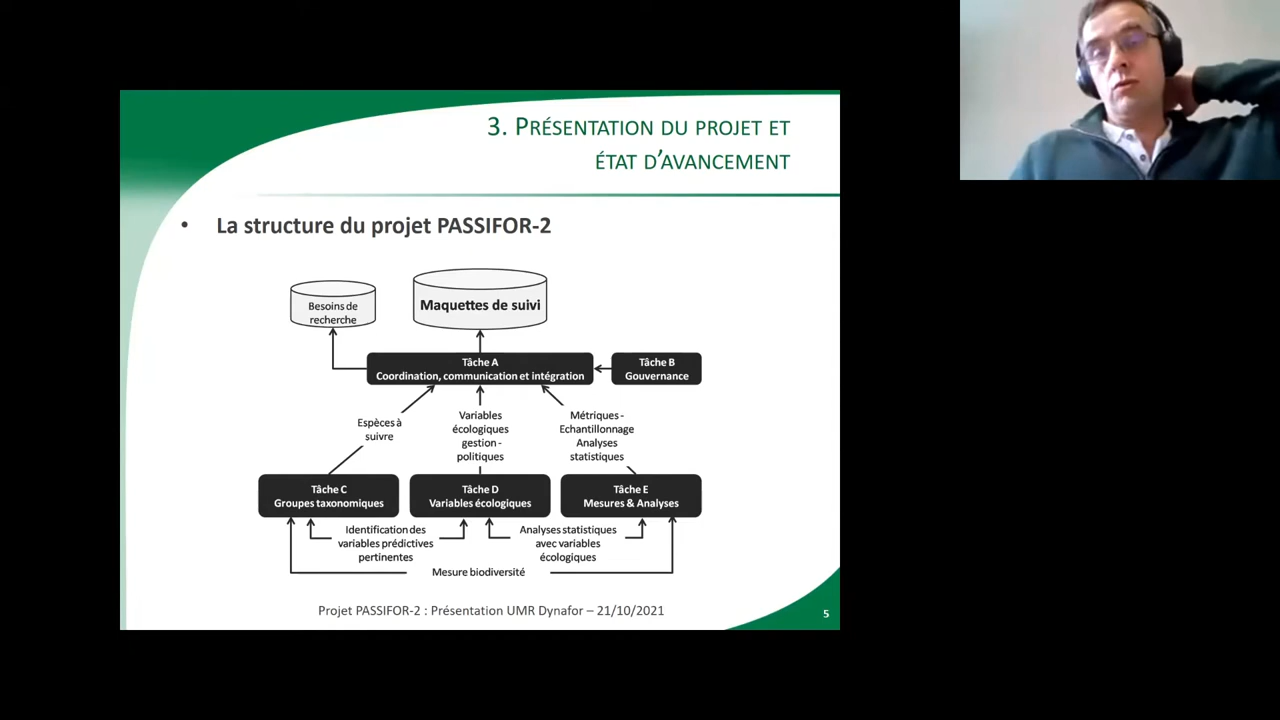 3. Présentation du projet et
état d’avancement
• La structure du projet PASSIFOR-2
Besoins de
recherche
Maquettes de suivi
Tâche A
Coordination, communication et intégration
Tâche B
Gouvernance
Espèces à
suivre
Variables
écologiques
gestion -
politiques
Métriques -
Echantillonnage
Analyses
statistiques
Tâche C
Groupes taxonomiques
Tâche D
Variables écologiques
Tâche E
Mesures & Analyses
Identification des
variables prédictives
pertinentes
Analyses statistiques
avec variables
écologiques
Mesure biodiversité
Projet PASSIFOR-2 : Présentation UMR Dynafor – 21/10/2021
5